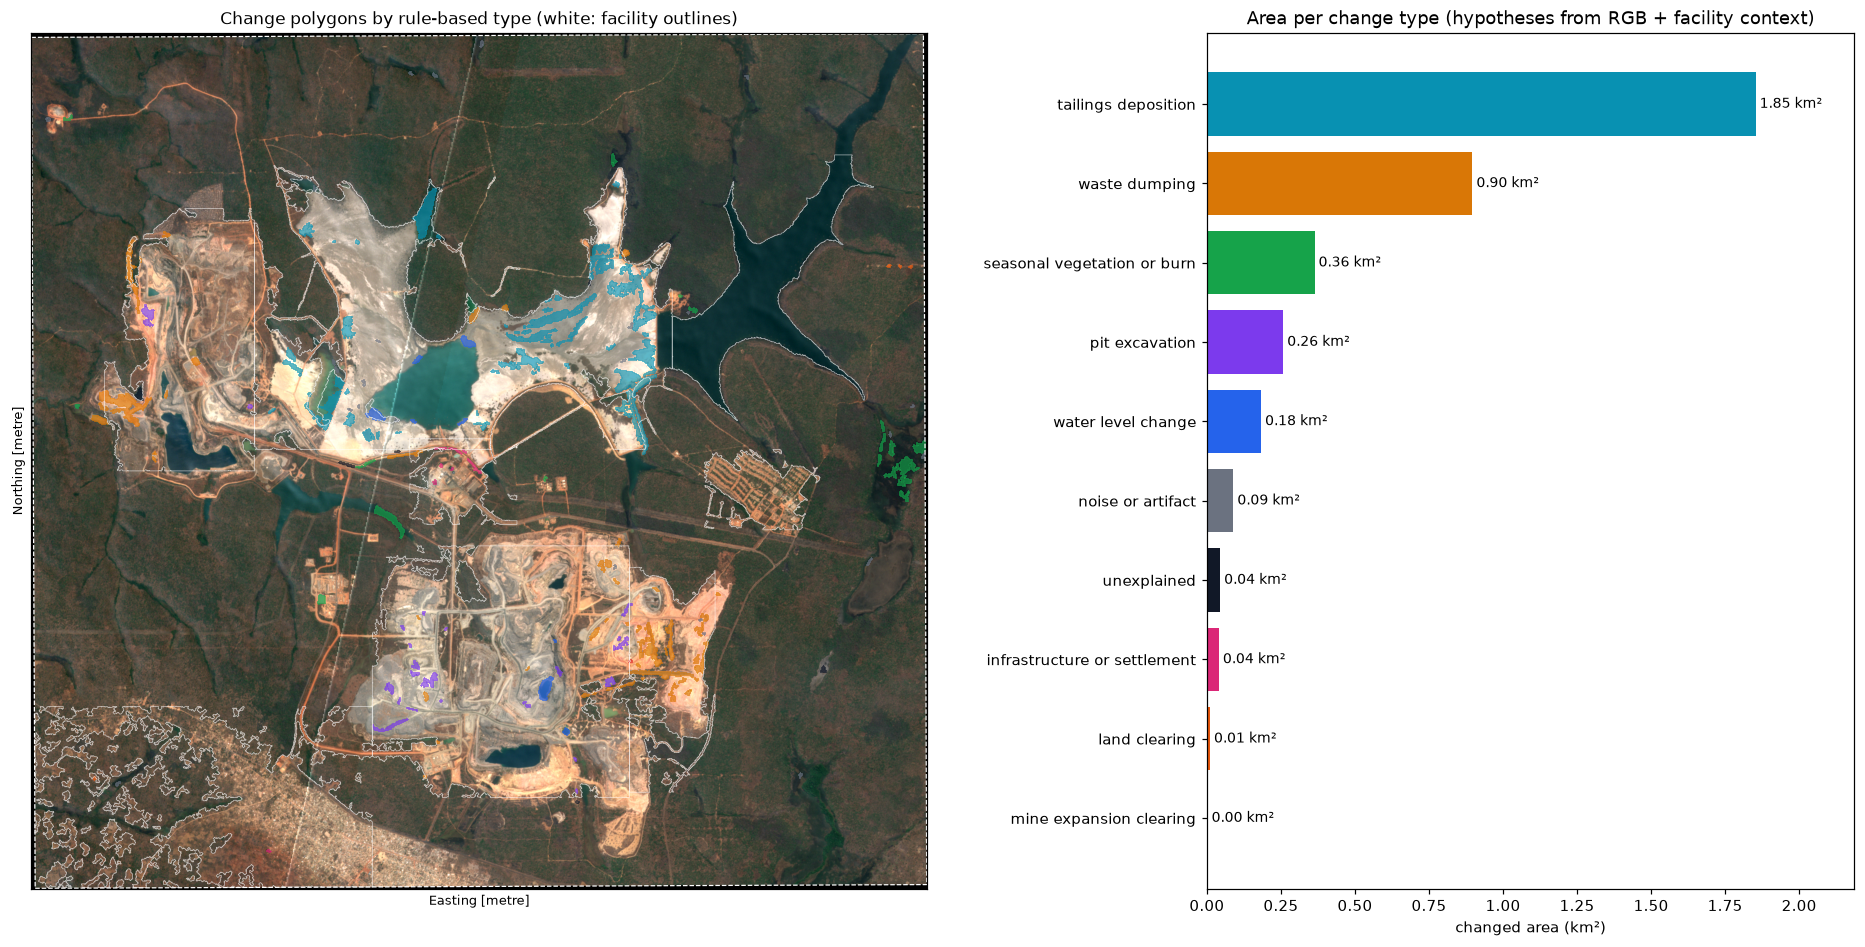 Change polygons by rule-based type (white: facility outlines)
Northing [metre]
Easting [metre]
Area per change type (hypotheses from RGB + facility context)
tailings deposition
1.85 km²
waste dumping
0.90 km²
seasonal vegetation or burn
0.36 km²
pit excavation
0.26 km²
water level change
0.18 km²
noise or artifact
0.09 km²
unexplained
0.04 km²
infrastructure or settlement
0.04 km²
land clearing
0.01 km²
mine expansion clearing
0.00 km²
0.00 0.25 0.50 0.75 1.00 1.25 1.50 1.75 2.00
changed area (km²)